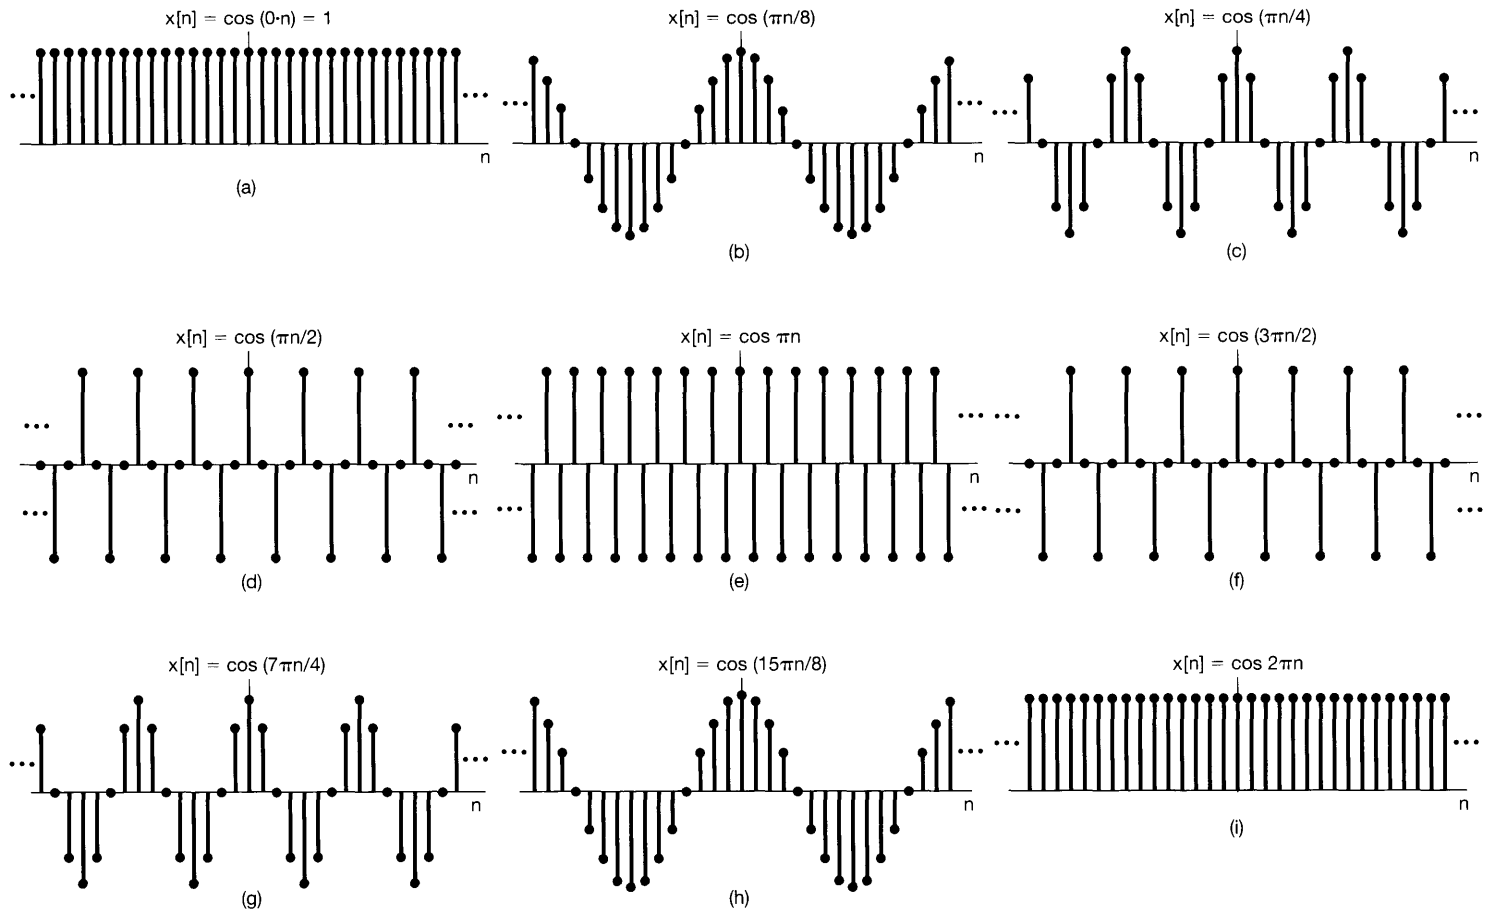 x[n] = cos (0·n) = 1
x[n] = cos (πn/8)
x[n] = cos (πn/4)
n
n
n
(a)
(b)
(c)
x[n] = cos (πn/2)
x[n] = cos πn
x[n] = cos (3πn/2)
n
n
n
(d)
(e)
(f)
x[n] = cos (7πn/4)
x[n] = cos (15πn/8)
x[n] = cos 2πn
n
n
n
(g)
(h)
(i)